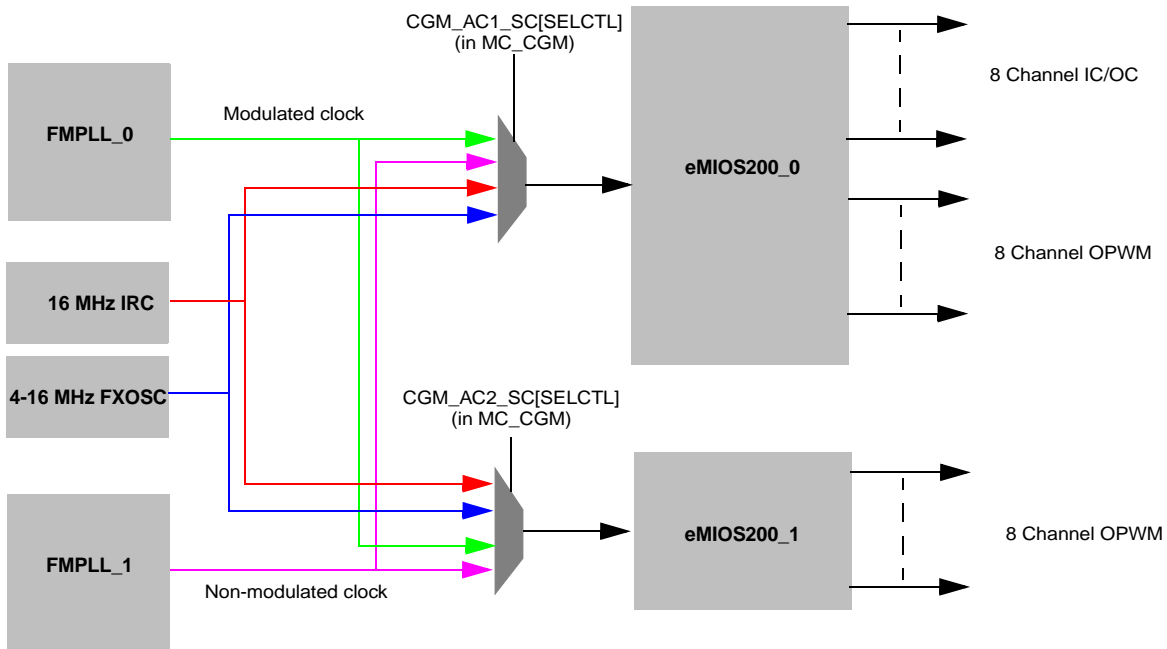 CGM_AC1_SC[SELCTL]
(in MC_CGM)
8 Channel IC/OC
Modulated clock
FMPLL_0
eMIOS200_0
8 Channel OPWM
16 MHz IRC
4-16 MHz FXOSC
CGM_AC2_SC[SELCTL]
(in MC_CGM)
eMIOS200_1
8 Channel OPWM
FMPLL_1
Non-modulated clock